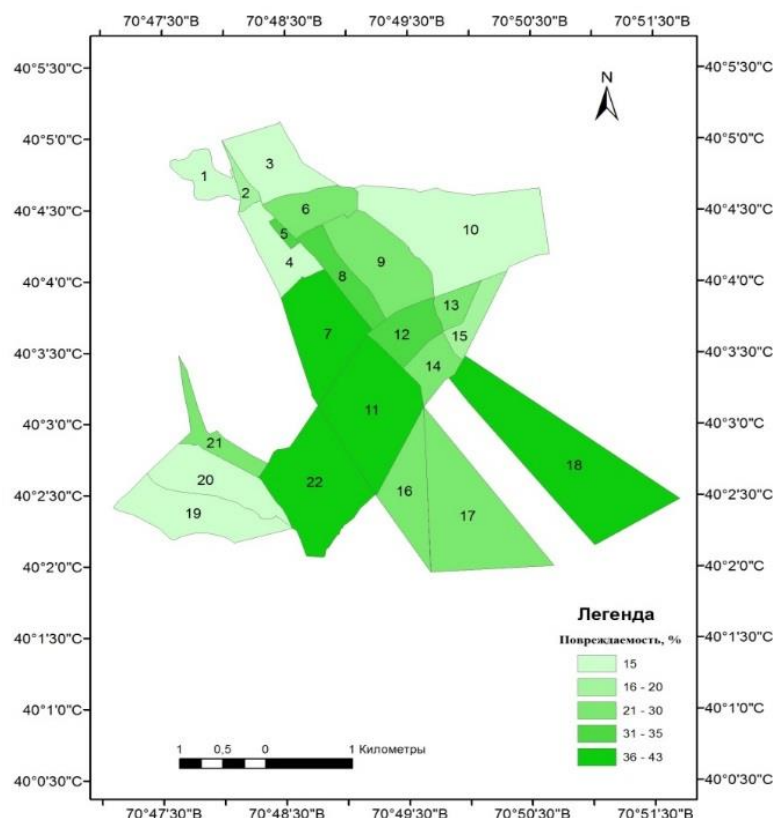 70°47'30"В 70°48'30"В 70°49'30"В 70°50'30"В 70°51'30"В
40°5'30"С 40°5'30"С
N
40°5'0"С 40°5'0"С
3
1
2
40°4'30"С 6 40°4'30"С
10
5
4 9
40°4'0"С 8 40°4'0"С
13
7 12 15
40°3'30"С 40°3'30"С
14
11
40°3'0"С 40°3'0"С
21
18
20 22 16
40°2'30"С 40°2'30"С
19 17
40°2'0"С 40°2'0"С
Легенда
40°1'30"С 40°1'30"С
Повреждаемость, %
15
16 - 20
40°1'0"С 21 - 30 40°1'0"С
31 - 35
1 0,5 0 1 Километры
36 - 43
40°0'30"С 40°0'30"С
70°47'30"В 70°48'30"В 70°49'30"В 70°50'30"В 70°51'30"В